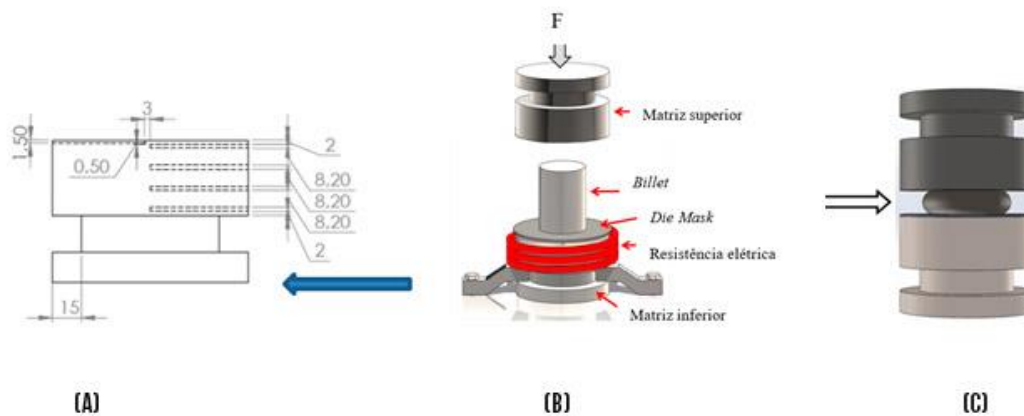 3
1.50
0.50
2
8.20
8.20
8.20
2
15
(A)
F
Matriz superior
Billet
Die Mask
Resistência elétrica
Matriz inferior
(B)
(C)